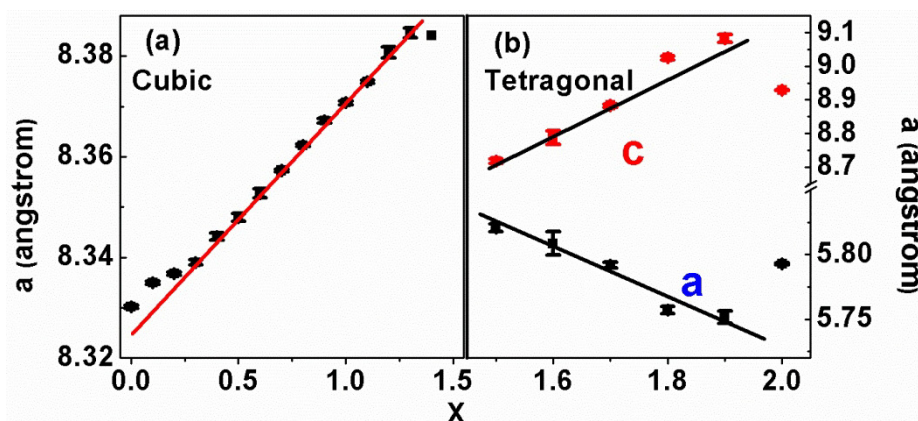 (a)
Cubic
a (angstrom)
8.38
8.36
8.34
8.32
0.0 0.5 1.0 1.5
(b)
Tetragonal
c
a
9.1
9.0
8.9
8.8
8.7
5.80
5.75
a (angstrom)
1.6 1.8 2.0
X